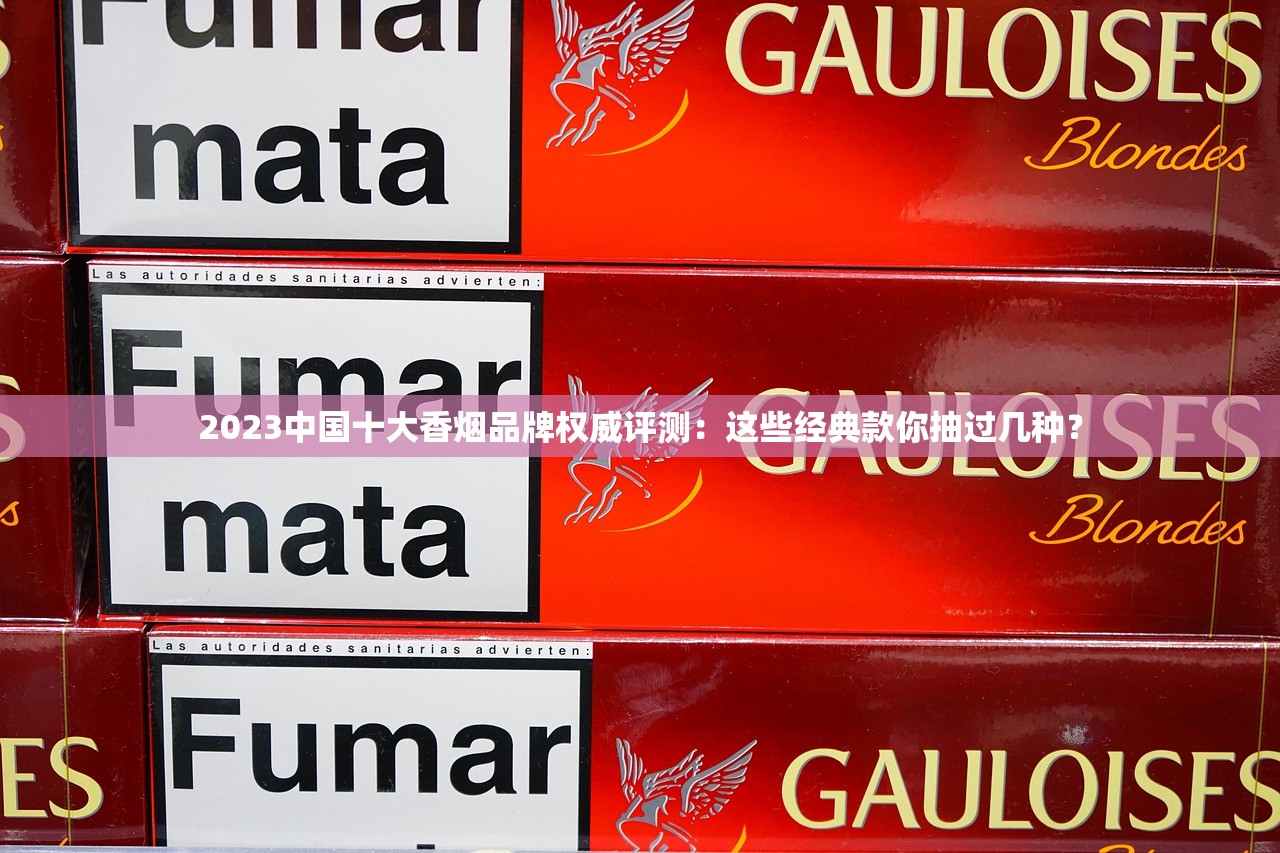 Fumar
mata
GAULOISES
Blondes
Las autoridades sanitarias advierten:
Fumar
mata
GAULOISES
Blondes
2023中国十大香烟品牌权威评测：这些经典款你抽过几种？
Las autoridades sanitarias advierten:
Fumar
ES
GAULOISES